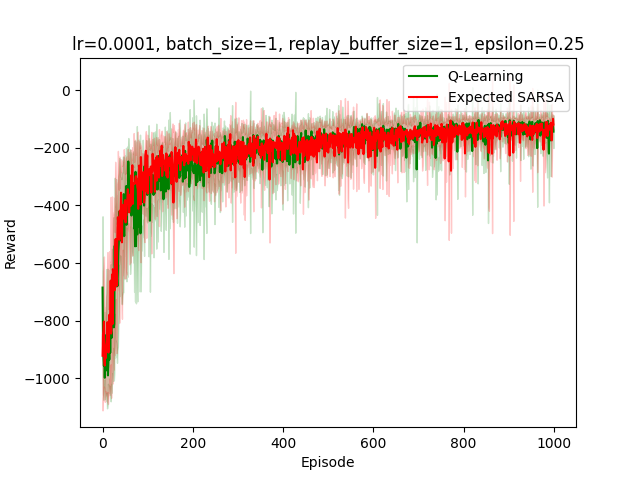 lr=0.0001, batch_size=1, replay_buffer_size=1, epsilon=0.25
Q-Learning
Expected SARSA
0
−200
−400
−600
−800
−1000
Reward
0 200 400 600 800 1000
Episode